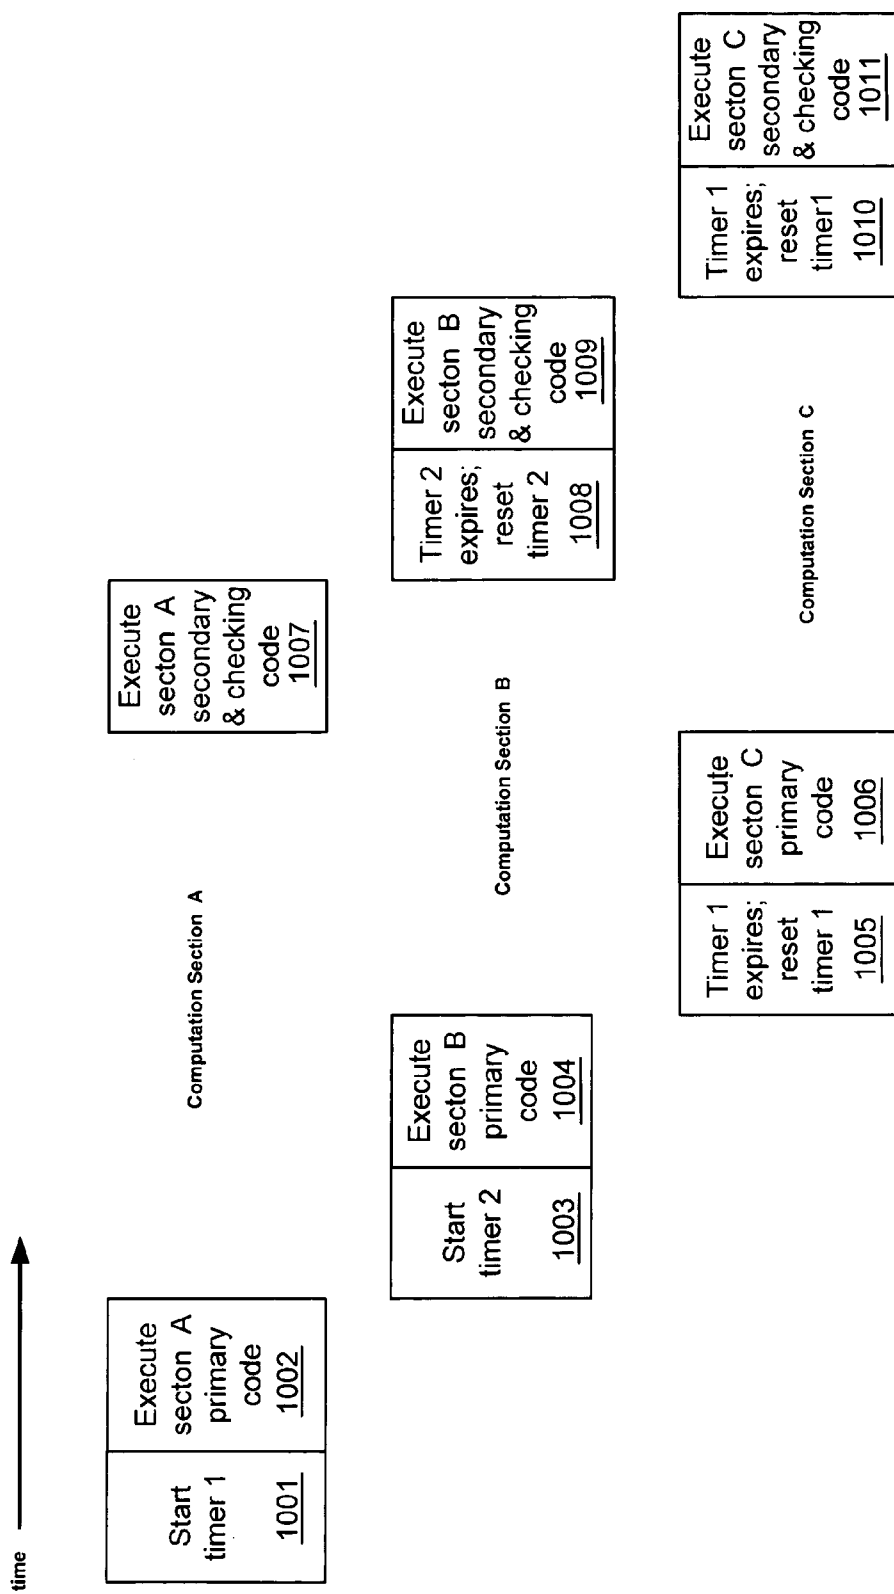 time
Start
timer 1
1001
Execute
secton A
primary
code
1002
Computation Section A
Execute
secton A
secondary
& checking
code
1007
Start
timer 2
1003
Execute
secton B
primary
code
1004
Computation Section B
Timer 2
expires;
reset
timer 2
1008
Execute
secton B
secondary
& checking
code
1009
Timer 1
expires;
reset
timer 1
1005
Execute
secton C
primary
code
1006
Computation Section C
Timer 1
expires;
reset
timer1
1010
Execute
secton C
secondary
& checking
code
1011